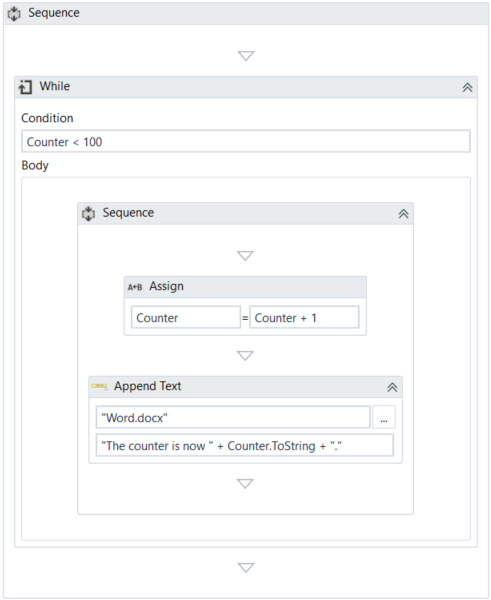 Sequence
While
Condition
Counter < 100
Body
Sequence
A+B Assign
Counter = Counter + 1
Append Text
"Word.docx" ...
"The counter is now " + Counter.ToString + "."